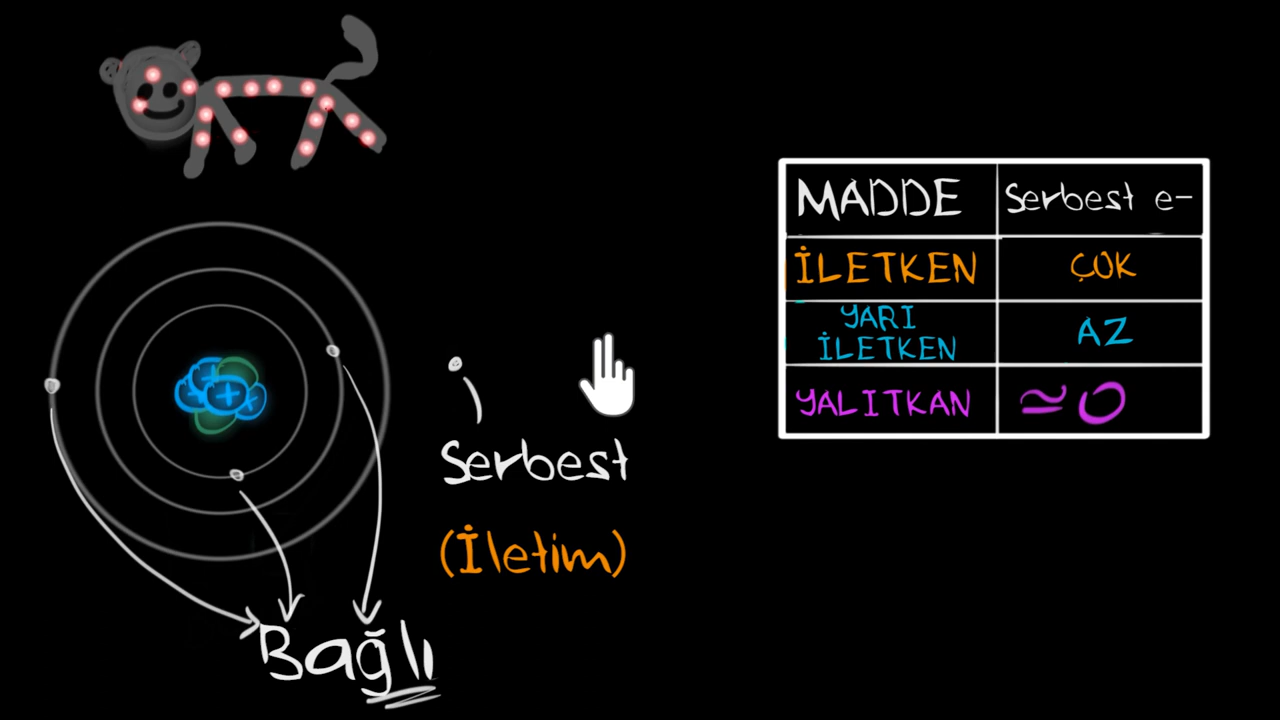 MADDE Serbest e-
İLETKEN ÇOK
YARI
İLETKEN AZ
YALITKAN ≃0
Serbest
(İletim)
Bağlı
+
+
+